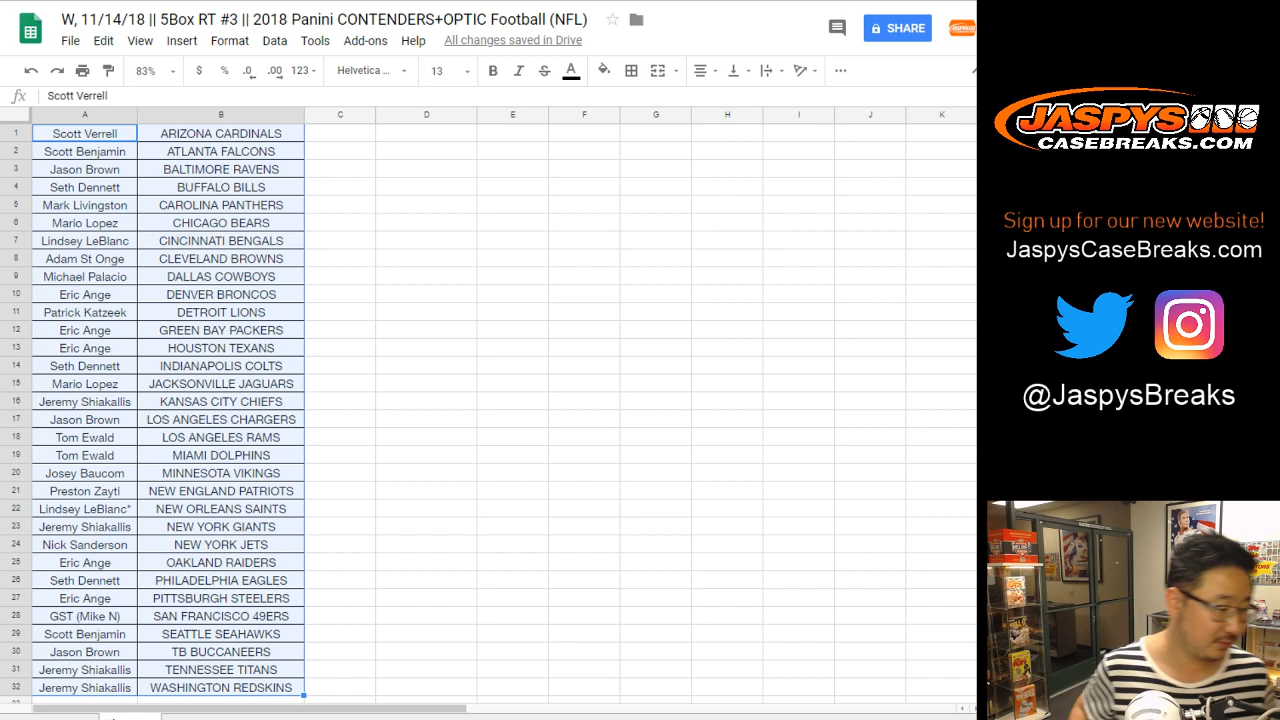 W, 11/14/18 || 5Box RT #3 || 2018 Panini CONTENDERS+OPTIC Football (NFL)
File Edit View Insert Format Data Tools Add-ons Help All changes saved in Drive
SHARE
83% $ % .0 .00 123 Helvetica ... 13 B I S A
fx Scott Verrell
A B C D E F G H I J K
1 Scott Verrell ARIZONA CARDINALS
2 Scott Benjamin ATLANTA FALCONS
3 Jason Brown BALTIMORE RAVENS
4 Seth Dennett BUFFALO BILLS
5 Mark Livingston CAROLINA PANTHERS
6 Mario Lopez CHICAGO BEARS
7 Lindsey LeBlanc CINCINNATI BENGALS
8 Adam St Onge CLEVELAND BROWNS
9 Michael Palacio DALLAS COWBOYS
10 Eric Ange DENVER BRONCOS
11 Patrick Katzeek DETROIT LIONS
12 Eric Ange GREEN BAY PACKERS
13 Eric Ange HOUSTON TEXANS
14 Seth Dennett INDIANAPOLIS COLTS
15 Mario Lopez JACKSONVILLE JAGUARS
16 Jeremy Shiakallis KANSAS CITY CHIEFS
17 Jason Brown LOS ANGELES CHARGERS
18 Tom Ewald LOS ANGELES RAMS
19 Tom Ewald MIAMI DOLPHINS
20 Josey Baucom MINNESOTA VIKINGS
21 Preston Zayti NEW ENGLAND PATRIOTS
22 Lindsey LeBlanc* NEW ORLEANS SAINTS
23 Jeremy Shiakallis NEW YORK GIANTS
24 Nick Sanderson NEW YORK JETS
25 Eric Ange OAKLAND RAIDERS
26 Seth Dennett PHILADELPHIA EAGLES
27 Eric Ange PITTSBURGH STEELERS
28 GST (Mike N) SAN FRANCISCO 49ERS
29 Scott Benjamin SEATTLE SEAHAWKS
30 Jason Brown TB BUCCANEERS
31 Jeremy Shiakallis TENNESSEE TITANS
32 Jeremy Shiakallis WASHINGTON REDSKINS
JASPYS
CASEBREAKS.COM
Sign up for our new website!
JaspysCaseBreaks.com
@JaspysBreaks